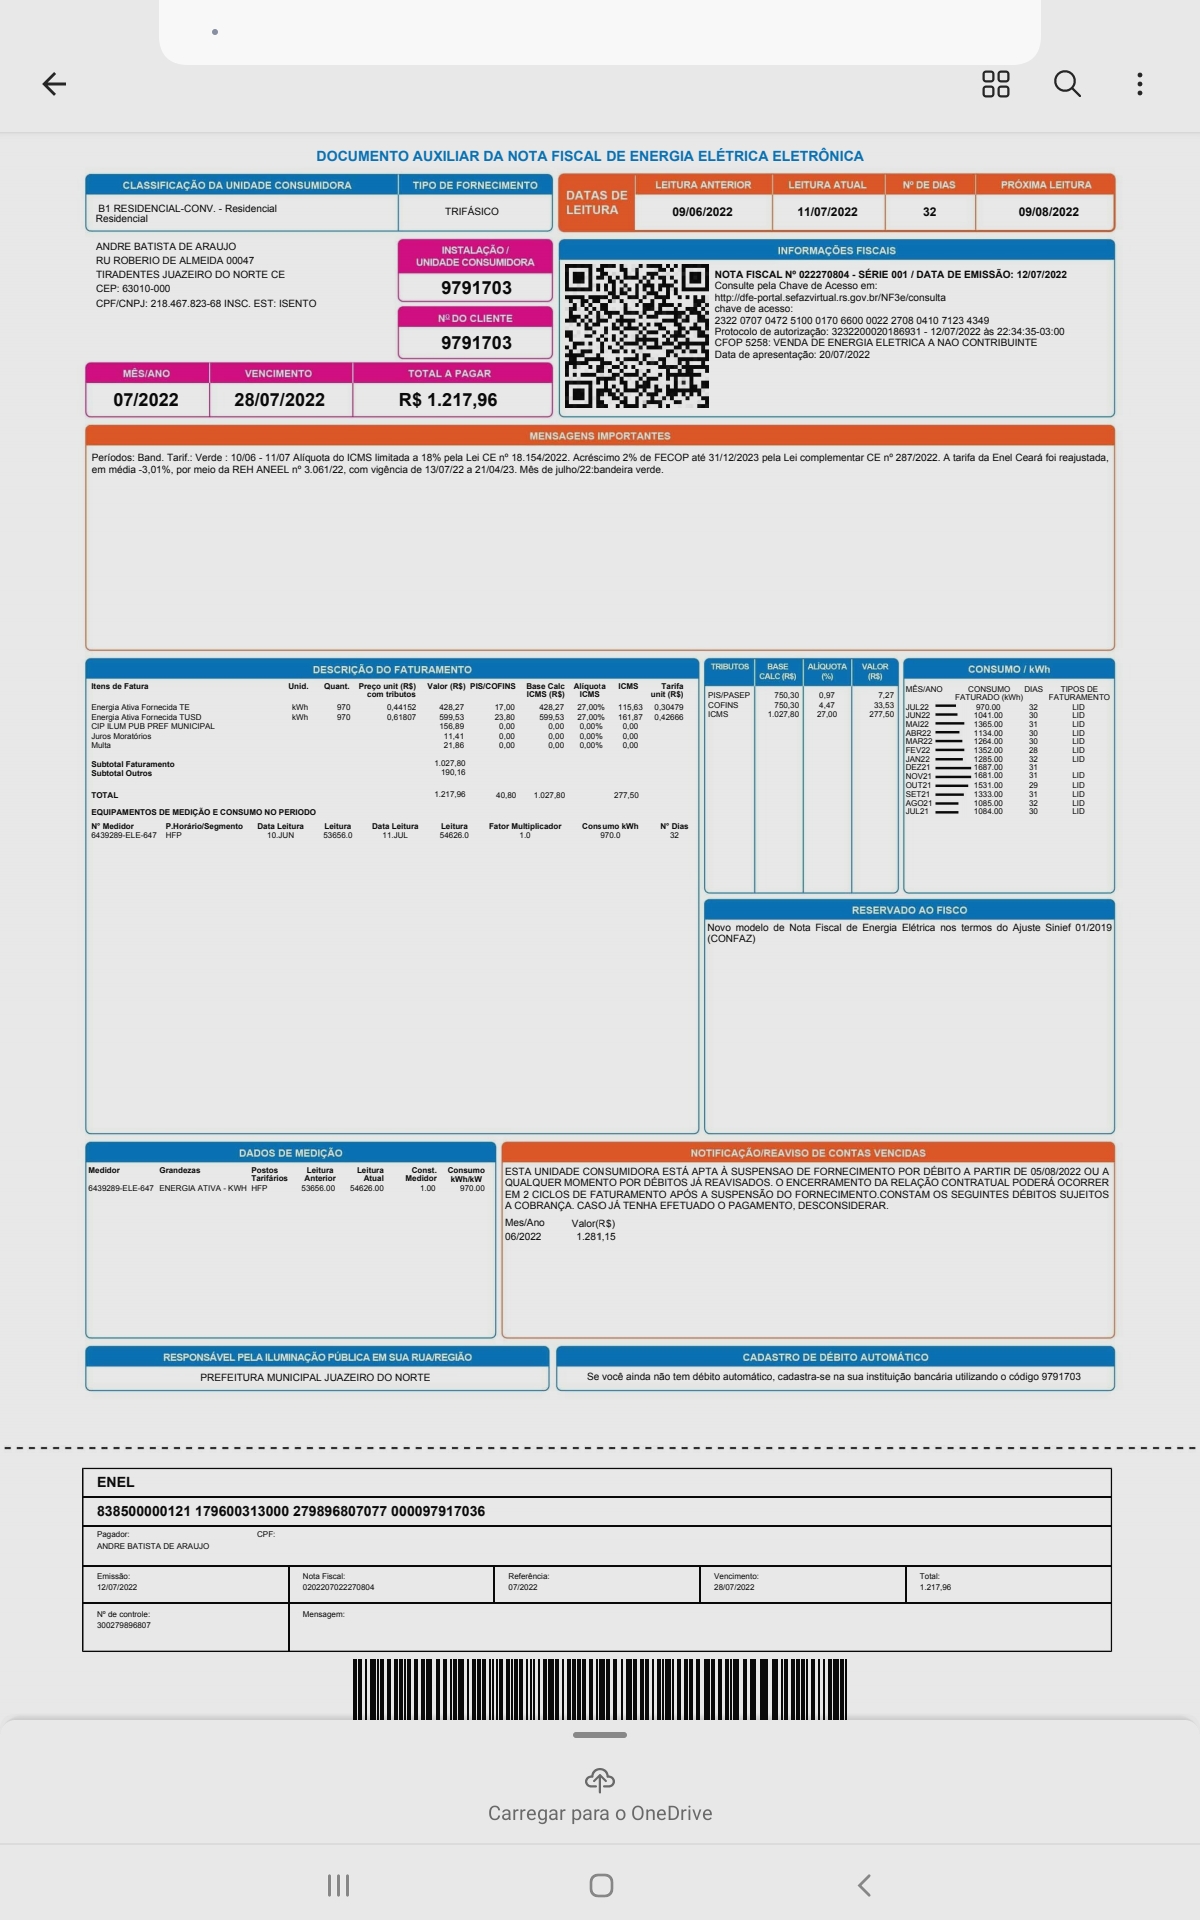 DOCUMENTO AUXILIAR DA NOTA FISCAL DE ENERGIA ELÉTRICA ELETRÔNICA
CLASSIFICAÇÃO DA UNIDADE CONSUMIDORA
TIPO DE FORNECIMENTO
B1 RESIDENCIAL-CONV. - Residencial
Residencial
TRIFÁSICO
DATAS DE LEITURA
LEITURA ANTERIOR LEITURA ATUAL Nº DE DIAS PRÓXIMA LEITURA
09/06/2022 11/07/2022 32 09/08/2022
ANDRE BATISTA DE ARAUJO
RU ROBERIO DE ALMEIDA 00047
TIRADENTES JUAZEIRO DO NORTE CE
CEP: 63010-000
CPF/CNPJ: 218.467.823-68 INSC. EST: ISENTO
INSTALAÇÃO /
UNIDADE CONSUMIDORA
9791703
Nº DO CLIENTE
9791703
MÊS/ANO VENCIMENTO TOTAL A PAGAR
07/2022 28/07/2022 R$ 1.217,96
INFORMAÇÕES FISCAIS
NOTA FISCAL Nº 022270804 - SÉRIE 001 / DATA DE EMISSÃO: 12/07/2022
Consulte pela Chave de Acesso em:
http://dfe-portal.sefazvirtual.rs.gov.br/NF3e/consulta
chave de acesso:
2322 0707 0472 5100 0170 6600 0022 2708 0410 7123 4349
Protocolo de autorização: 3232200020186931 - 12/07/2022 às 22:34:35-03:00
CFOP 5258: VENDA DE ENERGIA ELETRICA A NAO CONTRIBUINTE
Data de apresentação: 20/07/2022
MENSAGENS IMPORTANTES
Períodos: Band. Tarif.: Verde : 10/06 - 11/07 Alíquota do ICMS limitada a 18% pela Lei CE nº 18.154/2022. Acréscimo 2% de FECOP até 31/12/2023 pela Lei complementar CE nº 287/2022. A tarifa da Enel Ceará foi reajustada,
em média -3,01%, por meio da REH ANEEL nº 3.061/22, com vigência de 13/07/22 a 21/04/23. Mês de julho/22:bandeira verde.
DESCRIÇÃO DO FATURAMENTO
Itens de Fatura Unid. Quant. Preço unit (R$) com tributos Valor (R$) PIS/COFINS Base Calc ICMS (R$) Alíquota ICMS ICMS Tarifa unit (R$)
Energia Ativa Fornecida TE kWh 970 0,44152 428,27 17,00 428,27 27,00% 115,63 0,30479
Energia Ativa Fornecida TUSD kWh 970 0,61807 599,53 23,80 599,53 27,00% 161,87 0,42666
CIP ILUM PUB PREF MUNICIPAL 156,89 0,00 0,00 0,00% 0,00
Juros Moratórios 11,41 0,00 0,00 0,00% 0,00
Multa 21,86 0,00 0,00 0,00% 0,00
Subtotal Faturamento 1.027,80
Subtotal Outros 190,16
TOTAL 1.217,96 40,80 1.027,80 277,50
EQUIPAMENTOS DE MEDIÇÃO E CONSUMO NO PERIODO
N° Medidor P.Horário/Segmento Data Leitura Leitura Data Leitura Leitura Fator Multiplicador Consumo kWh N° Dias
6439289-ELE-647 HFP 10.JUN 53656.0 11.JUL 54626.0 1.0 970.0 32
TRIBUTOS BASE CALC (R$) ALÍQUOTA (%) VALOR (R$)
PIS/PASEP 750,30 0,97 7,27
COFINS 750,30 4,47 33,53
ICMS 1.027,80 27,00 277,50
CONSUMO / kWh
MÊS/ANO CONSUMO FATURADO (kWh) DIAS TIPOS DE FATURAMENTO
JUL22 970.00 32 LID
JUN22 1041.00 30 LID
MAI22 1365.00 31 LID
ABR22 1134.00 30 LID
MAR22 1264.00 30 LID
FEV22 1352.00 28 LID
JAN22 1285.00 32 LID
DEZ21 1687.00 31
NOV21 1681.00 31 LID
OUT21 1531.00 29 LID
SET21 1333.00 31 LID
AGO21 1085.00 32 LID
JUL21 1084.00 30 LID
RESERVADO AO FISCO
Novo modelo de Nota Fiscal de Energia Elétrica nos termos do Ajuste Sinief 01/2019
(CONFAZ)
DADOS DE MEDIÇÃO
Medidor Grandezas Postos Tarifários Leitura Anterior Leitura Atual Const. Medidor Consumo kWh/kW
6439289-ELE-647 ENERGIA ATIVA - KWH HFP 53656.00 54626.00 1.00 970.00
NOTIFICAÇÃO/REAVISO DE CONTAS VENCIDAS
ESTA UNIDADE CONSUMIDORA ESTÁ APTA À SUSPENSAO DE FORNECIMENTO POR DÉBITO A PARTIR DE 05/08/2022 OU A
QUALQUER MOMENTO POR DÉBITOS JÁ REAVISADOS. O ENCERRAMENTO DA RELAÇÃO CONTRATUAL PODERÁ OCORRER
EM 2 CICLOS DE FATURAMENTO APÓS A SUSPENSÃO DO FORNECIMENTO.CONSTAM OS SEGUINTES DÉBITOS SUJEITOS
A COBRANÇA. CASO JÁ TENHA EFETUADO O PAGAMENTO, DESCONSIDERAR.
Mes/Ano Valor(R$)
06/2022 1.281,15
RESPONSÁVEL PELA ILUMINAÇÃO PÚBLICA EM SUA RUA/REGIÃO
PREFEITURA MUNICIPAL JUAZEIRO DO NORTE
CADASTRO DE DÉBITO AUTOMÁTICO
Se você ainda não tem débito automático, cadastra-se na sua instituição bancária utilizando o código 9791703
ENEL
838500000121 179600313000 279896807077 000097917036
Pagador: CPF:
ANDRE BATISTA DE ARAUJO
Emissão: Nota Fiscal: Referência: Vencimento: Total:
12/07/2022 0202207022270804 07/2022 28/07/2022 1.217,96
Nº de controle: Mensagem:
300279896807
Carregar para o OneDrive